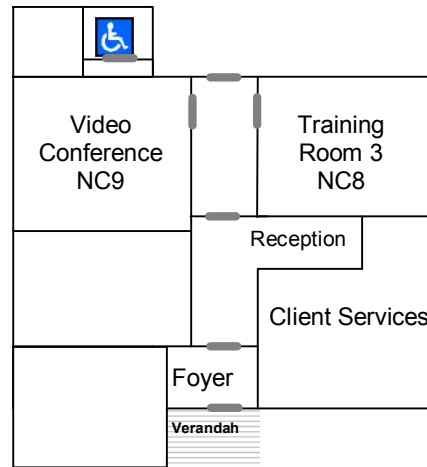 Video
Conference
NC9
Training
Room 3
NC8
Reception
Client Services
Foyer
Verandah